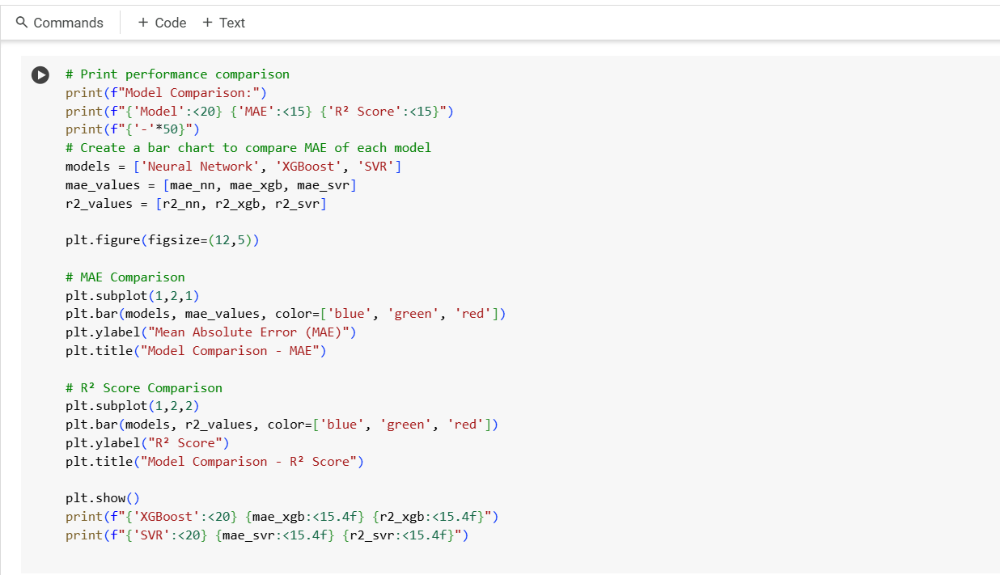 Commands + Code + Text
# Print performance comparison
print(f"Model Comparison:")
print(f"{'Model':<20} {'MAE':<15} {'R² Score':<15}")
print(f"{'-'*50}")
# Create a bar chart to compare MAE of each model
models = ['Neural Network', 'XGBoost', 'SVR']
mae_values = [mae_nn, mae_xgb, mae_svr]
r2_values = [r2_nn, r2_xgb, r2_svr]
plt.figure(figsize=(12,5))
# MAE Comparison
plt.subplot(1,2,1)
plt.bar(models, mae_values, color=['blue', 'green', 'red'])
plt.ylabel("Mean Absolute Error (MAE)")
plt.title("Model Comparison - MAE")
# R² Score Comparison
plt.subplot(1,2,2)
plt.bar(models, r2_values, color=['blue', 'green', 'red'])
plt.ylabel("R² Score")
plt.title("Model Comparison - R² Score")
plt.show()
print(f"{'XGBoost':<20} {mae_xgb:<15.4f} {r2_xgb:<15.4f}")
print(f"{'SVR':<20} {mae_svr:<15.4f} {r2_svr:<15.4f}")